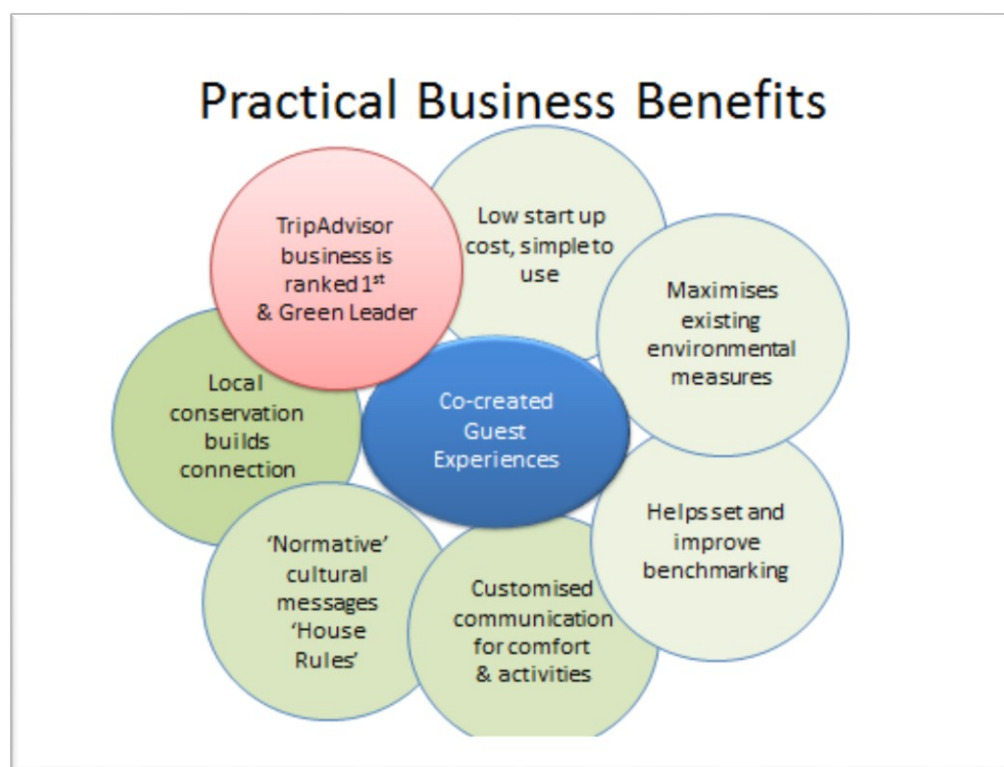 Practical Business Benefits
TripAdvisor
business is
ranked 1st
& Green Leader
Low start up
cost, simple to
use
Maximises
existing
environmental
measures
Helps set and
improve
benchmarking
Customised
communication
for comfort
& activities
‘Normative’
cultural
messages
‘House
Rules’
Local
conservation
builds
connection
Co-created
Guest
Experiences